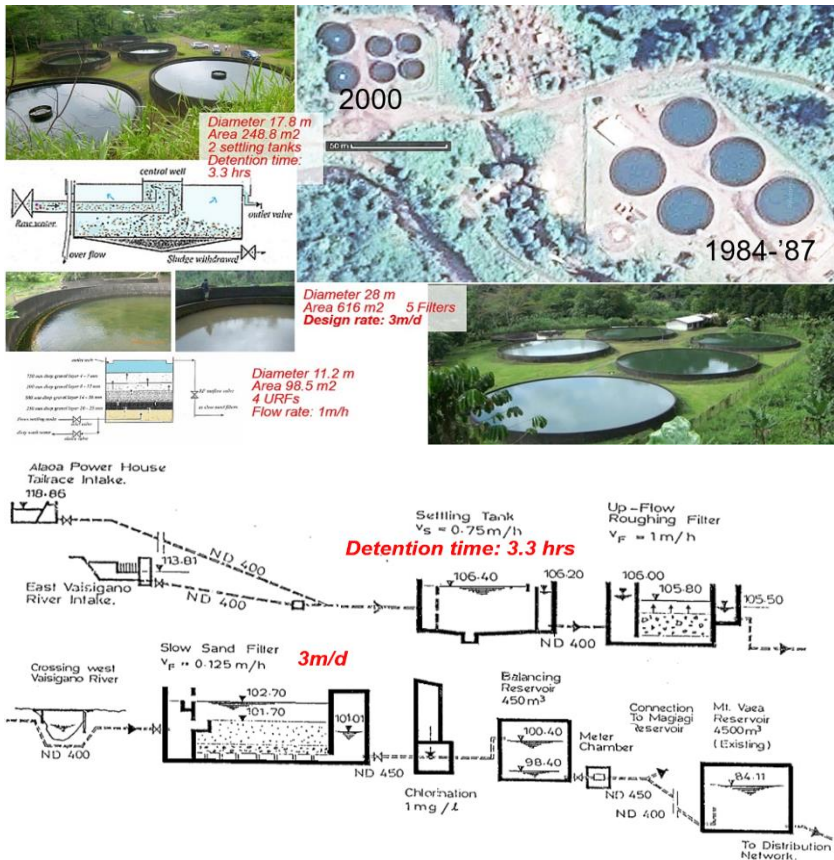 2000
50 m
1984-'87
Diameter 17.8 m
Area 248.8 m2
2 settling tanks
Detention time:
3.3 hrs
central well
Raw water
outlet valve
over flow
Sludge withdrawal
Diameter 28 m
Area 616 m2 5 Filters
Design rate: 3m/d
Diameter 11.2 m
Area 98.5 m2
4 URFs
Flow rate: 1m/h
Alaoa Power House
Tailrace Intake.
118.86
113.81
East Vaisigano
River Intake.
ND 400
ND 400
Settling Tank
Vs = 0.75 m/h
Detention time: 3.3 hrs
106.40
106.20
ND 400
Up-Flow
Roughing Filter
VF = 1 m/h
106.00
105.80
105.50
Crossing west
Vaisigano River
ND 400
Slow Sand Filter
VF = 0.125 m/h
3m/d
102.70
101.70
101.01
ND 450
Chlorination
1 mg / l
Balancing
Reservoir
450m³
100.40
98.40
Meter
Chamber
ND 450
ND 400
Connection
To Magiagi
Reservoir
Mt. Vaea
Reservoir
4500m³
(Existing)
84.11
To Distribution
Network.